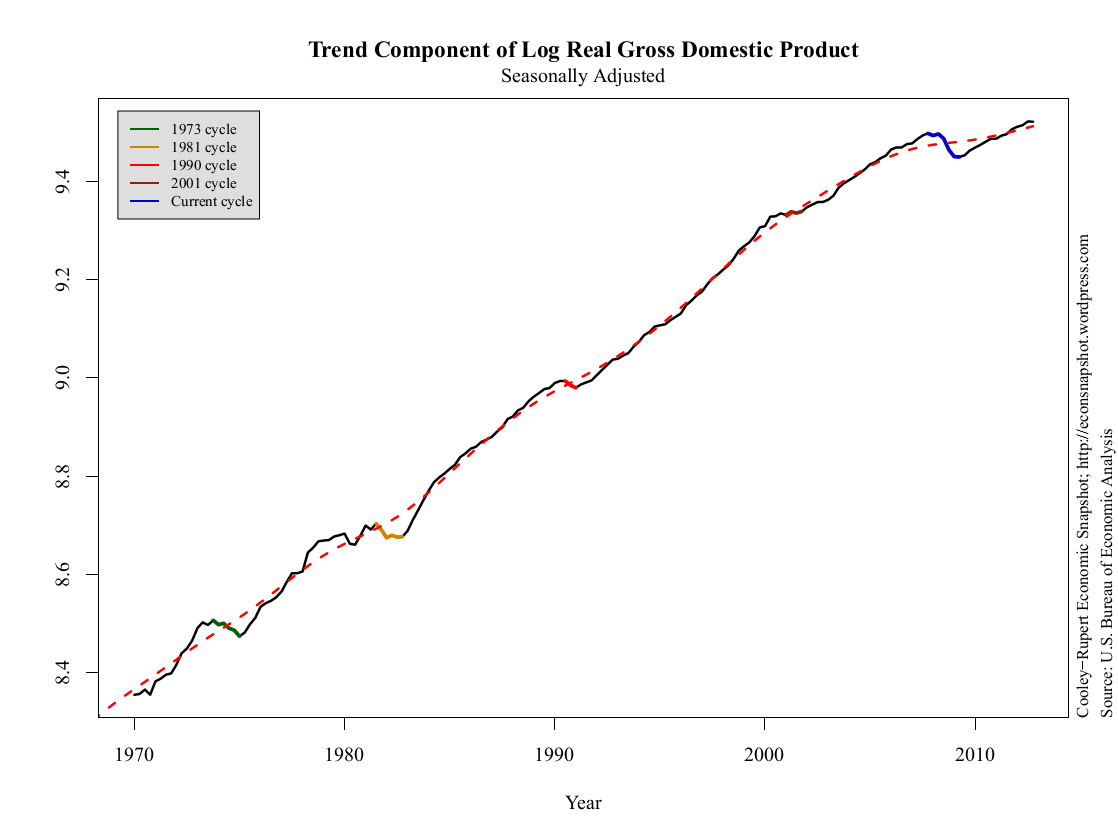 Trend Component of Log Real Gross Domestic Product
Seasonally Adjusted
1973 cycle
1981 cycle
1990 cycle
2001 cycle
Current cycle
9.4
9.2
9.0
8.8
8.6
8.4
1970
1980
1990
2000
2010
Year
Cooley−Rupert Economic Snapshot; http://econsnapshot.wordpress.com
Source: U.S. Bureau of Economic Analysis